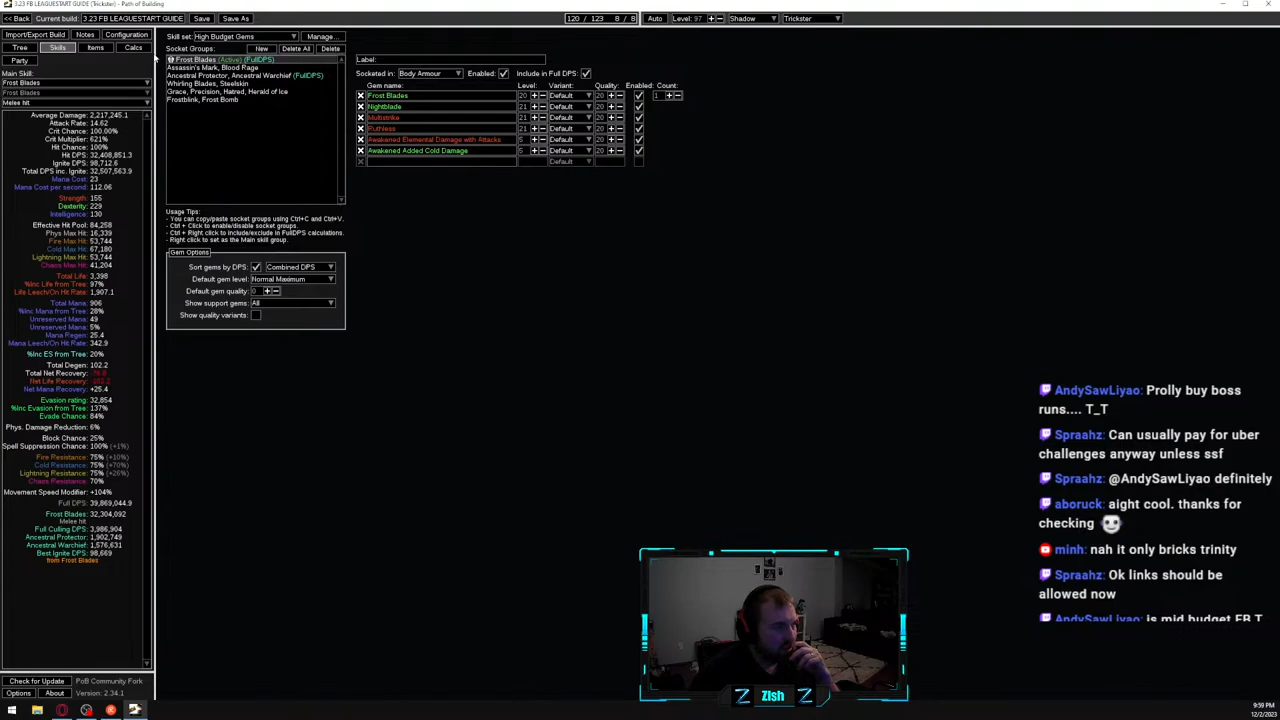 3.23 FB LEAGUESTART GUIDE (Trickster) - Path of Building
<< Back
Current build: 3.23 FB LEAGUESTART GUIDE
Save
Save As
120 / 123 8 / 8
Auto
Level: 97
Shadow
Trickster
Import/Export Build
Notes
Configuration
Tree
Skills
Items
Calcs
Party
Main Skill:
Frost Blades
Frost Blades
Melee hit
Average Damage: 2,217,245.1
Attack Rate: 14.62
Crit Chance: 100.00%
Crit Multiplier: 621%
Hit Chance: 100%
Hit DPS: 32,408,851.3
Ignite DPS: 98,712.6
Total DPS inc. Ignite: 32,507,563.9
Mana Cost: 23
Mana Cost per second: 112.06
Strength: 155
Dexterity: 229
Intelligence: 130
Effective Hit Pool: 84,258
Phys Max Hit: 16,339
Fire Max Hit: 53,744
Cold Max Hit: 67,180
Lightning Max Hit: 53,744
Chaos Max Hit: 41,204
Total Life: 3,398
%Inc Life from Tree: 97%
Life Leech/On Hit Rate: 1,907.1
Total Mana: 906
%Inc Mana from Tree: 28%
Unreserved Mana: 49
Unreserved Mana: 5%
Mana Regen: 25.4
Mana Leech/On Hit Rate: 342.9
%Inc ES from Tree: 20%
Total Degen: 102.2
Total Net Recovery:
Net Life Recovery:
Net Mana Recovery: +25.4
Evasion rating: 32,854
%Inc Evasion from Tree: 137%
Evade Chance: 84%
Phys. Damage Reduction: 6%
Block Chance: 25%
Spell Suppression Chance: 100% (+1%)
Fire Resistance: 75% (+10%)
Cold Resistance: 75% (+70%)
Lightning Resistance: 75% (+26%)
Chaos Resistance: 70%
Movement Speed Modifier: +104%
Full DPS: 39,869,044.9
Frost Blades: 32,304,092
Melee hit
Full Culling DPS: 3,986,904
Ancestral Protector: 1,902,749
Ancestral Warchief: 1,576,631
Best Ignite DPS: 98,669
from Frost Blades
Check for Update
PoB Community Fork
Options
About
Version: 2.34.1
Skill set: High Budget Gems
Manage...
Socket Groups:
New
Delete All
Delete
Frost Blades (Active) (FullDPS)
Assassin's Mark, Blood Rage
Ancestral Protector, Ancestral Warchief (FullDPS)
Whirling Blades, Steelskin
Grace, Precision, Hatred, Herald of Ice
Frostblink, Frost Bomb
Usage Tips:
- You can copy/paste socket groups using Ctrl+C and Ctrl+V.
- Ctrl + Click to enable/disable socket groups.
- Ctrl + Right click to include/exclude in FullDPS calculations.
- Right click to set as the Main skill group.
Gem Options
Sort gems by DPS: Combined DPS
Default gem level: Normal Maximum
Default gem quality: 0
Show support gems: All
Show quality variants:
Label:
Socketed in: Body Armour
Enabled:
Include in Full DPS:
Gem name: Level: Variant: Quality: Enabled: Count:
Frost Blades 20 Default 20 1
Nightblade 21 Default 20
Multistrike 21 Default 20
Ruthless 21 Default 20
Awakened Elemental Damage with Attacks 5 Default 20
Awakened Added Cold Damage 5 Default 20
Default
AndySawLiyao: Prolly buy boss
runs.... T_T
Spraahz: Can usually pay for uber
challenges anyway unless ssf
Spraahz: @AndySawLiyao definitely
aboruck: aight cool. thanks for
checking
minh: nah it only bricks trinity
Spraahz: Ok links should be
allowed now
AndySawLiyao: is mid budget FB T
Zish
9:59 PM
12/2/2023